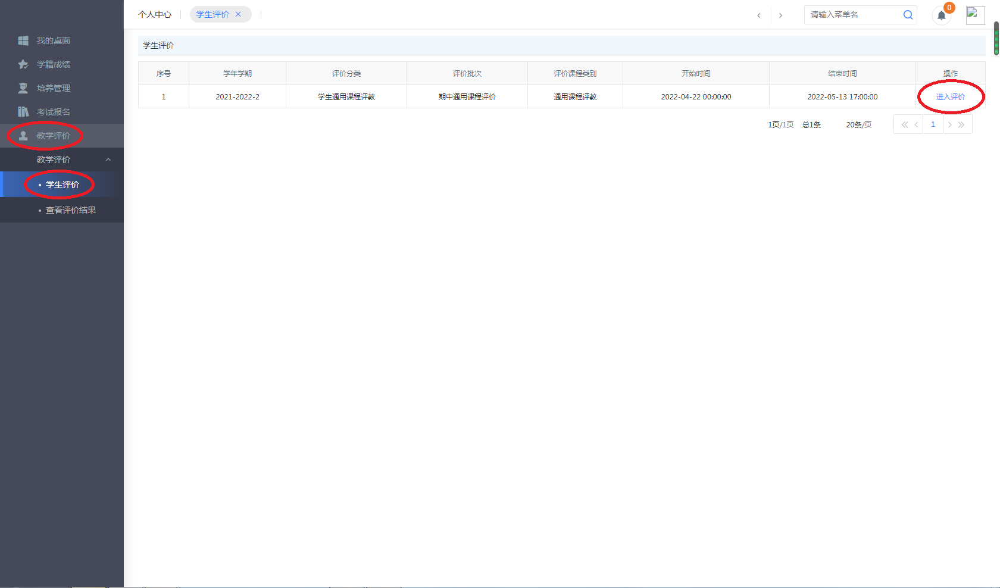 个人中心
学生评价
请输入菜单名
0
我的桌面
学籍成绩
培养管理
考试报名
教学评价
教学评价
学生评价
查看评价结果
学生评价
序号 学年学期 评价分类 评价批次 评价课程类别 开始时间 结束时间 操作
1 2021-2022-2 学生通用课程评教 期中通用课程评价 通用课程评教 2022-04-22 00:00:00 2022-05-13 17:00:00 进入评价
1页/1页 总1条 20条/页 1